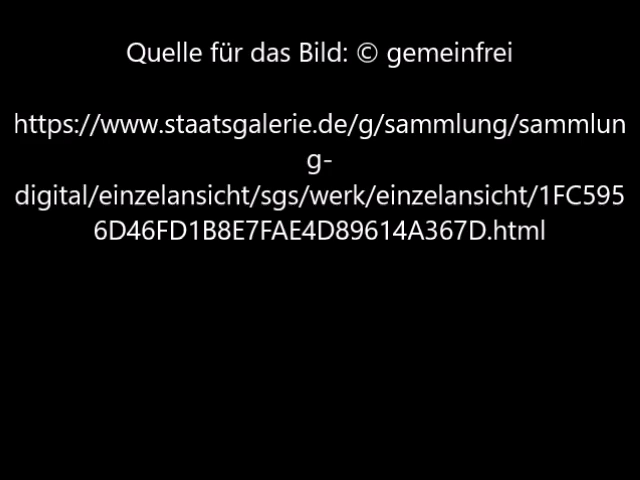 Quelle für das Bild: © gemeinfrei
https://www.staatsgalerie.de/g/sammlung/sammlun
g-
digital/einzelansicht/sgs/werk/einzelansicht/1FC595
6D46FD1B8E7FAE4D89614A367D.html